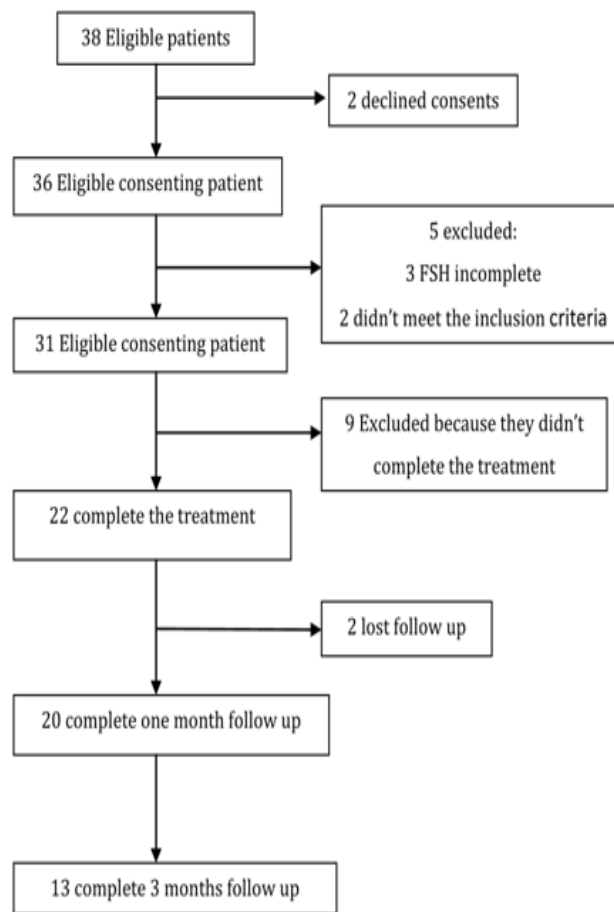 38 Eligible patients
2 declined consents
36 Eligible consenting patient
5 excluded:
3 FSH incomplete
2 didn't meet the inclusion criteria
31 Eligible consenting patient
9 Excluded because they didn't
complete the treatment
22 complete the treatment
2 lost follow up
20 complete one month follow up
13 complete 3 months follow up